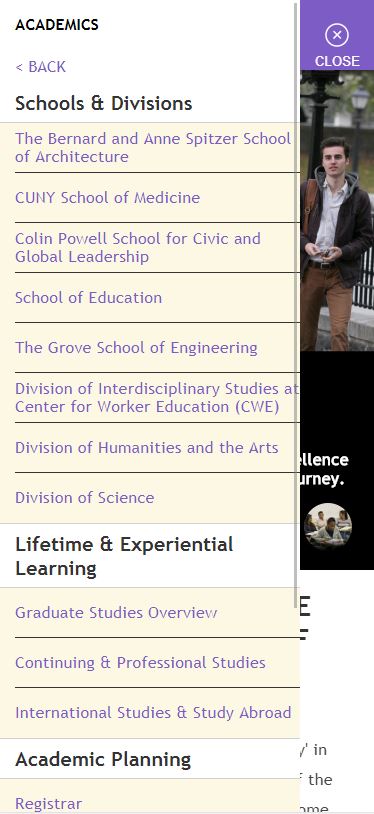 ACADEMICS
CLOSE
< BACK
Schools & Divisions
The Bernard and Anne Spitzer School
of Architecture
CUNY School of Medicine
Colin Powell School for Civic and
Global Leadership
School of Education
The Grove School of Engineering
Division of Interdisciplinary Studies at
Center for Worker Education (CWE)
Division of Humanities and the Arts
ellence
urney.
Division of Science
Lifetime & Experiential
Learning
E
F
Graduate Studies Overview
Continuing & Professional Studies
International Studies & Study Abroad
Academic Planning
y' in
f the
Registrar
ome